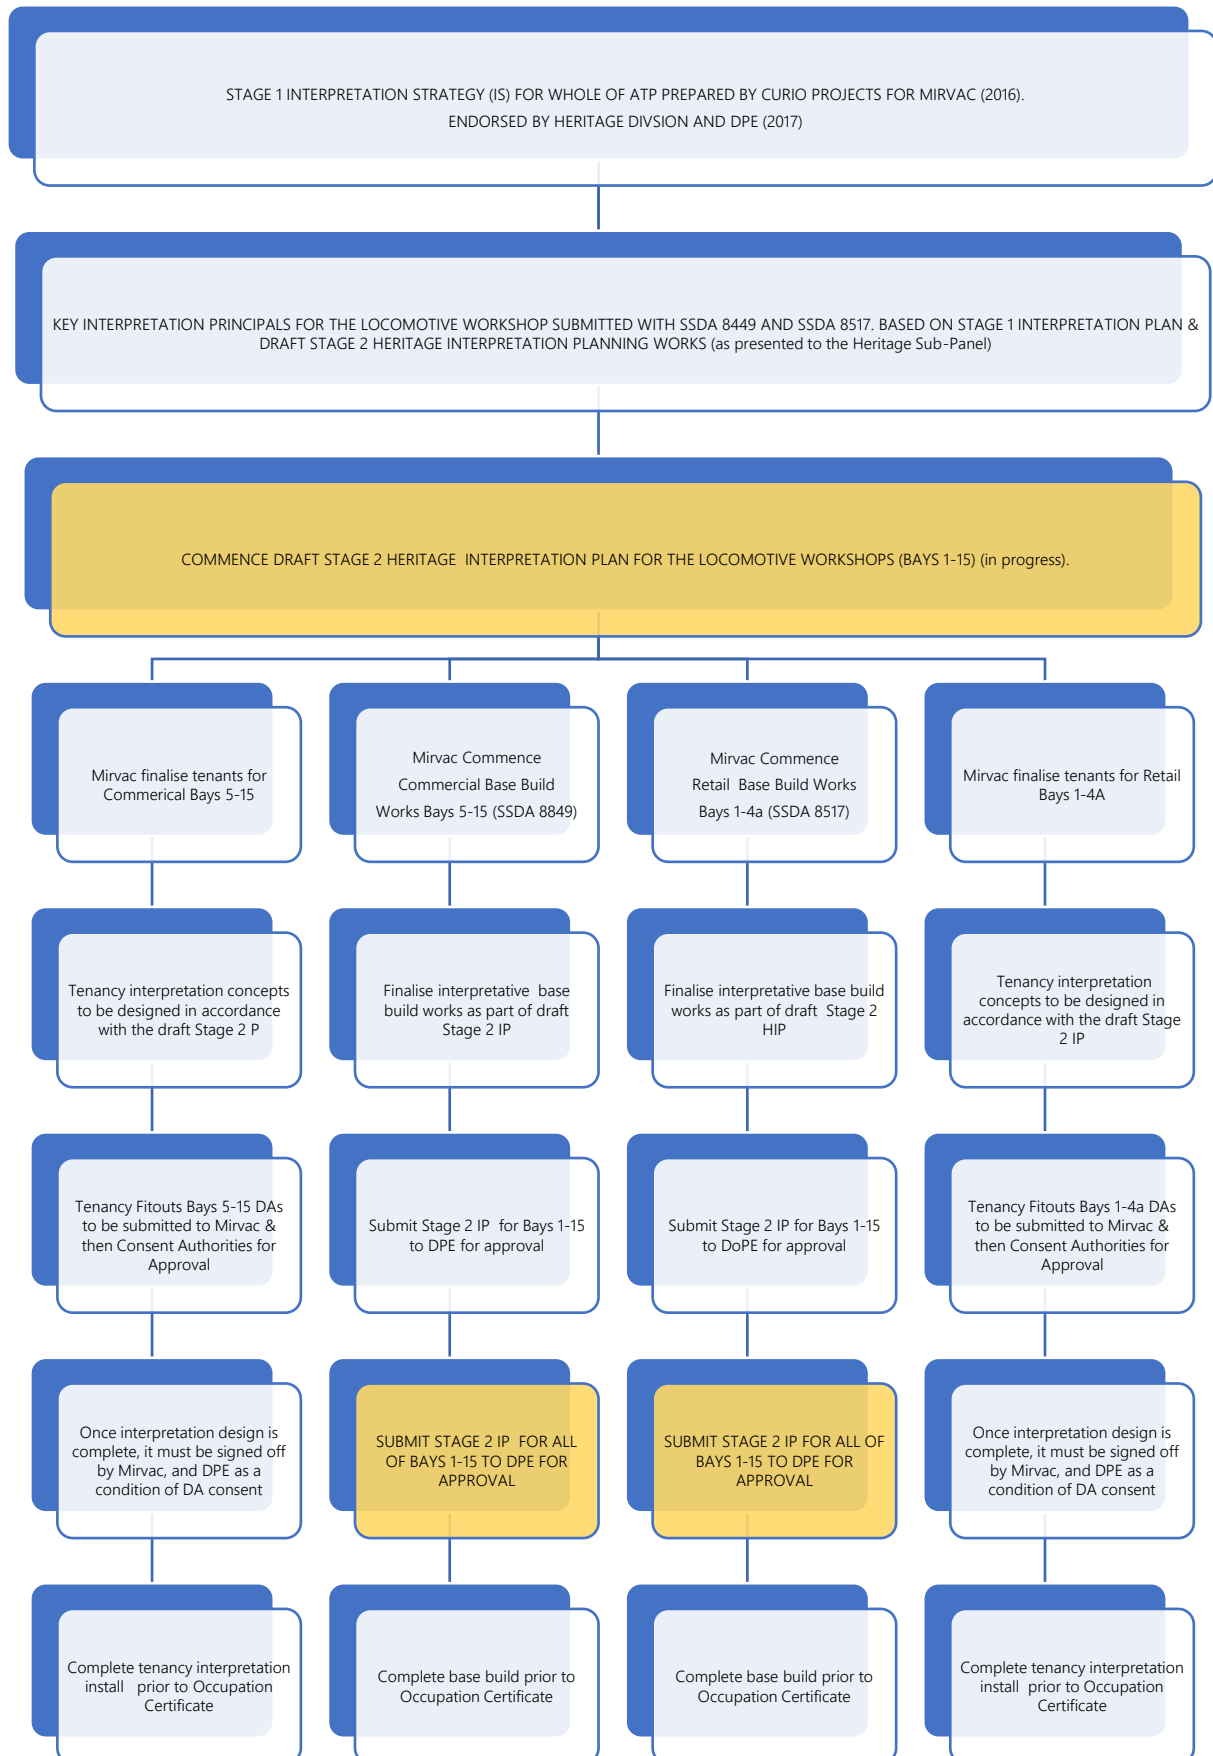 STAGE 1 INTERPRETATION STRATEGY (IS) FOR WHOLE OF ATP PREPARED BY CURIO PROJECTS FOR MIRVAC (2016).
ENDORSED BY HERITAGE DIVSION AND DPE (2017)
KEY INTERPRETATION PRINCIPALS FOR THE LOCOMOTIVE WORKSHOP SUBMITTED WITH SSDA 8449 AND SSDA 8517. BASED ON STAGE 1 INTERPRETATION PLAN &
DRAFT STAGE 2 HERITAGE INTERPRETATION PLANNING WORKS (as presented to the Heritage Sub-Panel)
COMMENCE DRAFT STAGE 2 HERITAGE INTERPRETATION PLAN FOR THE LOCOMOTIVE WORKSHOPS (BAYS 1-15) (in progress).
Mirvac finalise tenants for
Commerical Bays 5-15
Mirvac Commence
Commercial Base Build
Works Bays 5-15 (SSDA 8849)
Mirvac Commence
Retail Base Build Works
Bays 1-4a (SSDA 8517)
Mirvac finalise tenants for Retail
Bays 1-4A
Tenancy interpretation concepts
to be designed in accordance
with the draft Stage 2 P
Finalise interpretative base
build works as part of draft
Stage 2 IP
Finalise interpretative base build
works as part of draft Stage 2
HIP
Tenancy interpretation
concepts to be designed in
accordance with the draft Stage
2 IP
Tenancy Fitouts Bays 5-15 DAs
to be submitted to Mirvac &
then Consent Authorities for
Approval
Submit Stage 2 IP for Bays 1-15
to DPE for approval
Submit Stage 2 IP for Bays 1-15
to DoPE for approval
Tenancy Fitouts Bays 1-4a DAs
to be submitted to Mirvac &
then Consent Authorities for
Approval
Once interpretation design is
complete, it must be signed off
by Mirvac, and DPE as a
condition of DA consent
SUBMIT STAGE 2 IP FOR ALL
OF BAYS 1-15 TO DPE FOR
APPROVAL
SUBMIT STAGE 2 IP FOR ALL OF
BAYS 1-15 TO DPE FOR
APPROVAL
Once interpretation design is
complete, it must be signed off
by Mirvac, and DPE as a
condition of DA consent
Complete tenancy interpretation
install prior to Occupation
Certificate
Complete base build prior to
Occupation Certificate
Complete base build prior to
Occupation Certificate
Complete tenancy interpretation
install prior to Occupation
Certificate